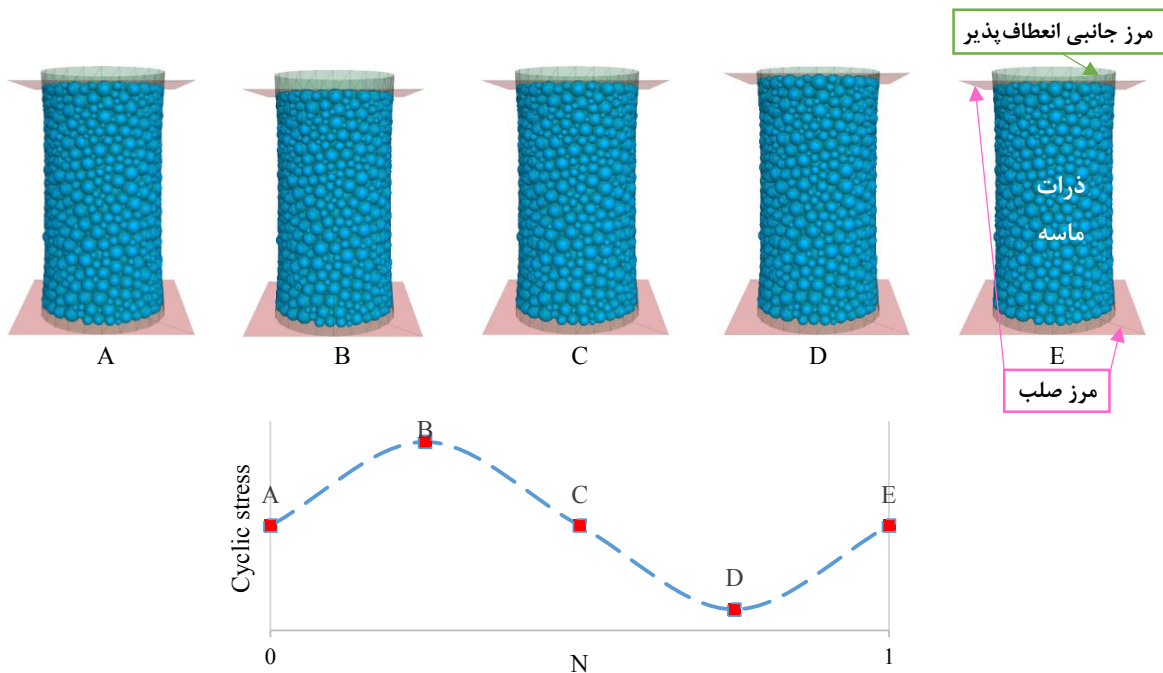 مرز جانبی انعطاف‌پذیر
ذرات
ماسه
A
B
C
D
E
مرز صلب
Cyclic stress
A
B
C
D
E
0
1
N